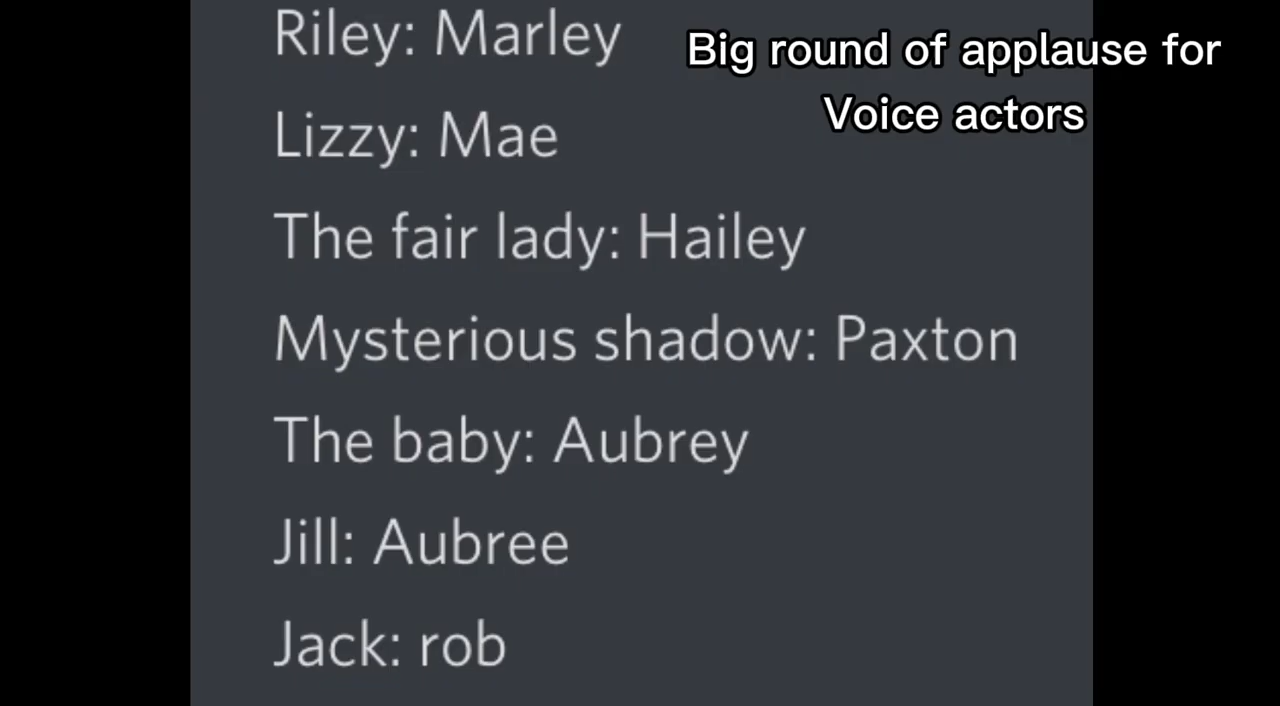 Riley: Marley
Big round of applause for
Voice actors
Lizzy: Mae
The fair lady: Hailey
Mysterious shadow: Paxton
The baby: Aubrey
Jill: Aubree
Jack: rob